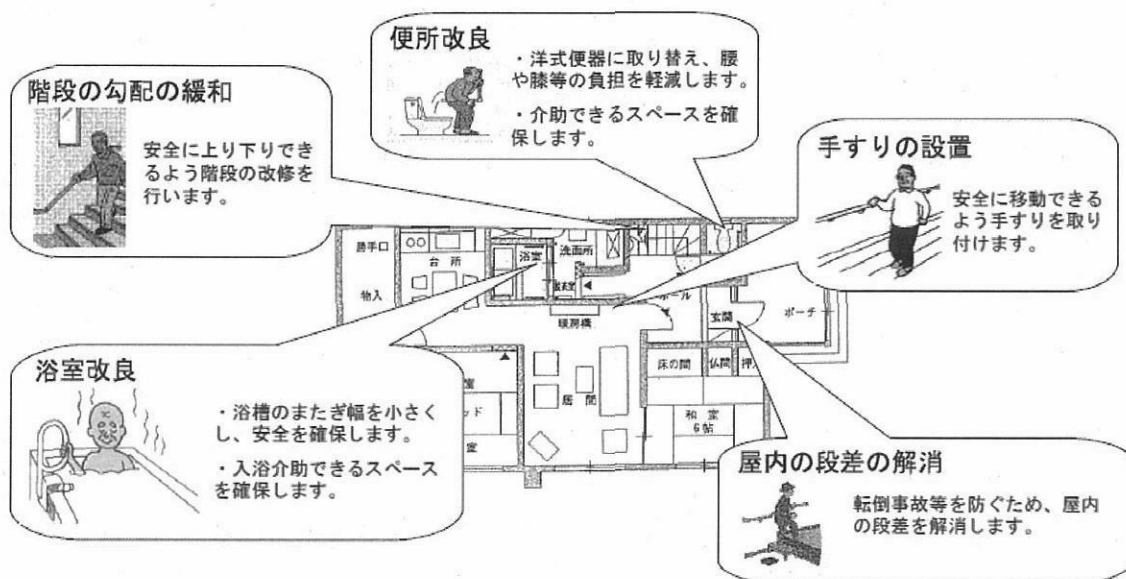 便所改良
・洋式便器に取り替え、腰
や膝等の負担を軽減します。
・介助できるスペースを確
保します。
階段の勾配の緩和
安全に上り下りでき
るよう階段の改修を
行います。
手すりの設置
安全に移動できる
よう手すりを取り
付けます。
勝手口
台所
浴室
洗面所
物入
ホール
玄関
ポーチ
暖房機
床の間
仏間
押
居間
和室
6帖
室
ッド
室
浴室改良
・浴槽のまたぎ幅を小さく
し、安全を確保します。
・入浴介助できるスペース
を確保します。
屋内の段差の解消
転倒事故等を防ぐため、屋内
の段差を解消します。